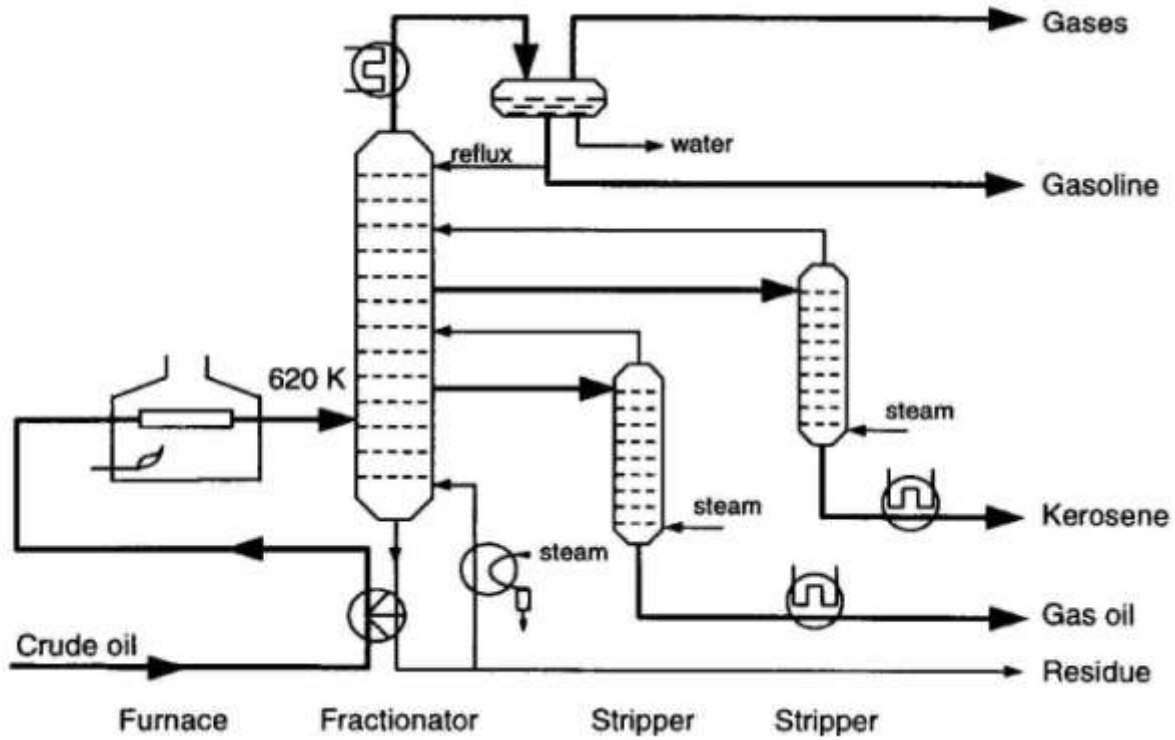 Gases
water
reflux
Gasoline
620 K
steam
steam
Kerosene
steam
Gas oil
Crude oil
Residue
Furnace
Fractionator
Stripper
Stripper